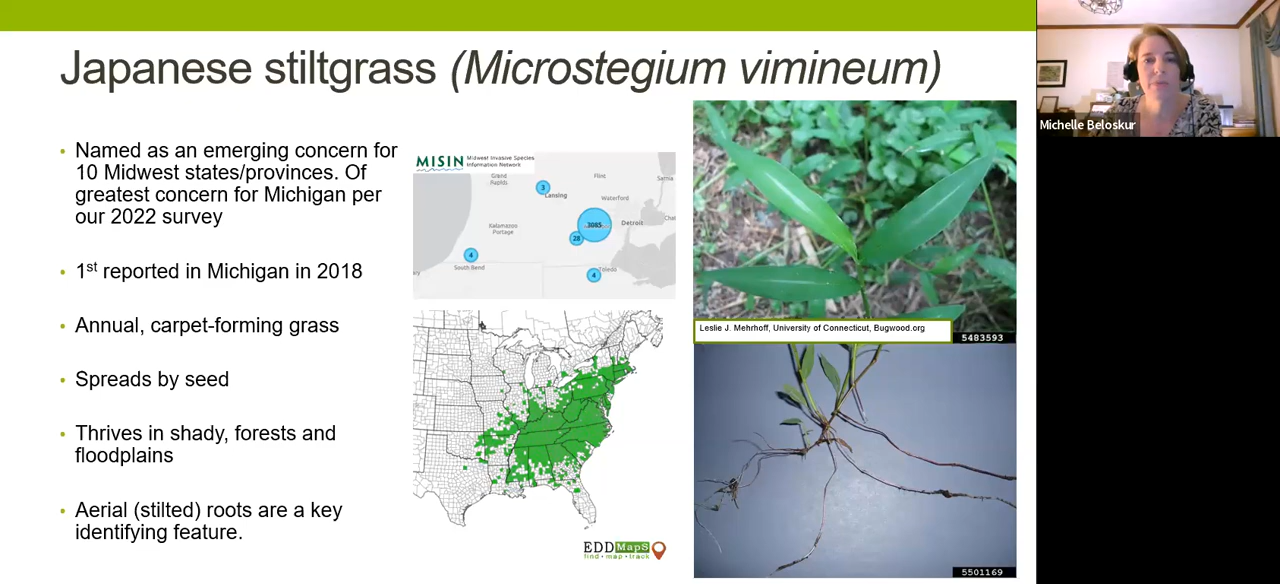 Japanese stiltgrass (Microstegium vimineum)
• Named as an emerging concern for
10 Midwest states/provinces. Of
greatest concern for Michigan per
our 2022 survey
• 1st reported in Michigan in 2018
• Annual, carpet-forming grass
• Spreads by seed
• Thrives in shady, forests and
floodplains
• Aerial (stilted) roots are a key
identifying feature.
MISIN Midwest Invasive Species
Information Network
Grand
Rapids
Flint
Sarnia
3
Lansing
Waterford
Kalamazoo
Portage
3085
Detroit
28
4
South Bend
4
Toledo
EDDMapS
find • map • track
Leslie J. Mehrhoff, University of Connecticut, Bugwood.org
5483593
5501169
Michelle Beloskur